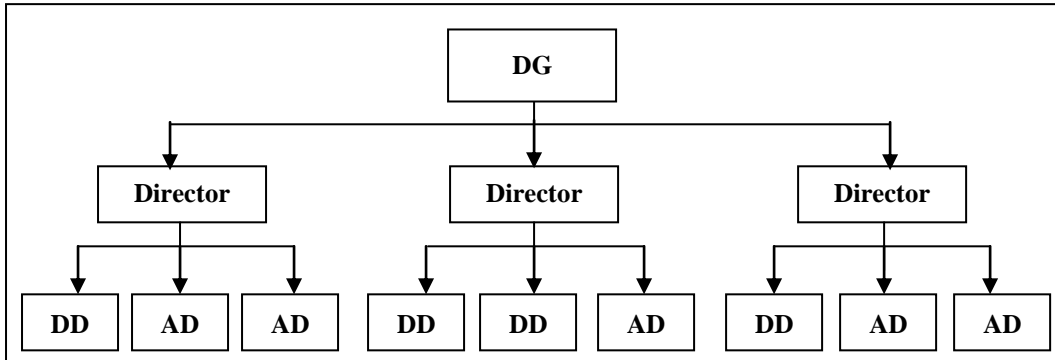 DG
Director Director Director
DD AD AD DD DD AD DD AD AD